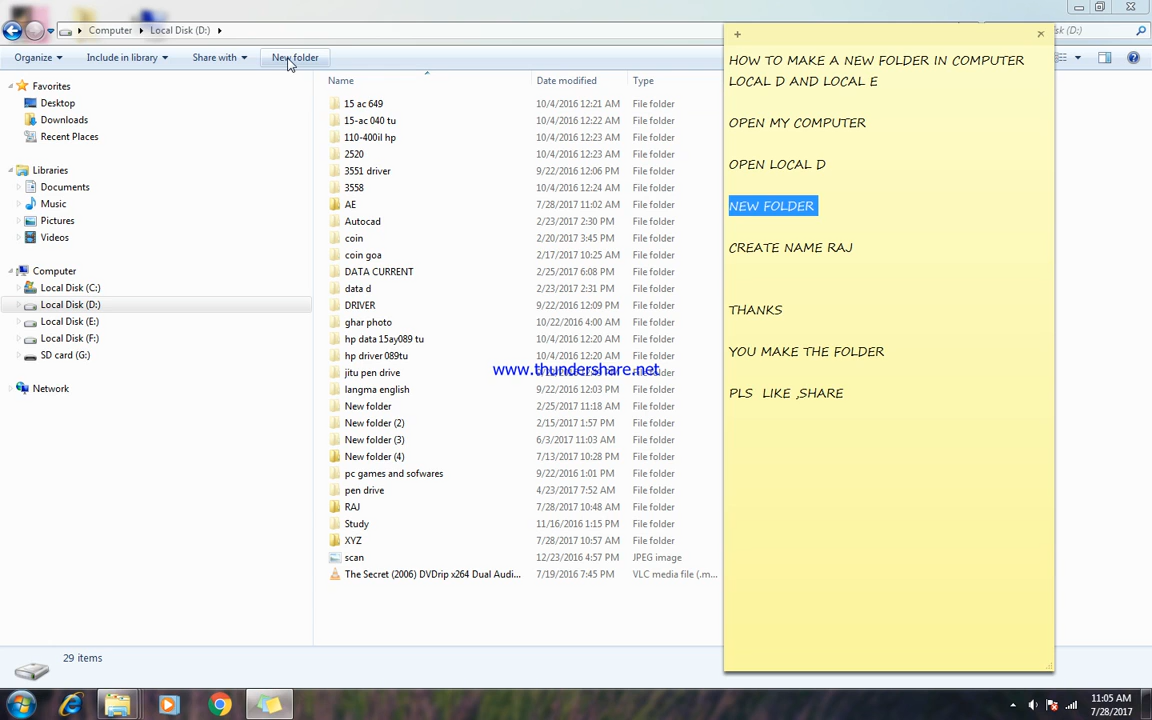 Computer
Local Disk (D:)
sk (D:)
Organize
Include in library
Share with
New folder
Name
Date modified
Type
Favorites
Desktop
Downloads
Recent Places
Libraries
Documents
Music
Pictures
Videos
Computer
Local Disk (C:)
Local Disk (D:)
Local Disk (E:)
Local Disk (F:)
SD card (G:)
Network
15 ac 649 10/4/2016 12:21 AM File folder
15-ac 040 tu 10/4/2016 12:22 AM File folder
110-400il hp 10/4/2016 12:23 AM File folder
2520 10/4/2016 12:23 AM File folder
3551 driver 9/22/2016 12:06 PM File folder
3558 10/4/2016 12:24 AM File folder
AE 7/28/2017 11:02 AM File folder
Autocad 2/23/2017 2:30 PM File folder
coin 2/20/2017 3:45 PM File folder
coin goa 2/17/2017 10:25 AM File folder
DATA CURRENT 2/25/2017 6:08 PM File folder
data d 2/23/2017 2:31 PM File folder
DRIVER 9/22/2016 12:09 PM File folder
ghar photo 10/22/2016 4:00 AM File folder
hp data 15ay089 tu 10/4/2016 12:20 AM File folder
hp driver 089tu 10/4/2016 12:20 AM File folder
jitu pen drive File folder
www.thundershare.net
langma english 9/22/2016 12:03 PM File folder
New folder 2/25/2017 11:18 AM File folder
New folder (2) 2/15/2017 1:57 PM File folder
New folder (3) 6/3/2017 11:03 AM File folder
New folder (4) 7/13/2017 10:28 PM File folder
pc games and sofwares 9/22/2016 1:01 PM File folder
pen drive 4/23/2017 7:52 AM File folder
RAJ 7/28/2017 10:48 AM File folder
Study 11/16/2016 1:15 PM File folder
XYZ 7/28/2017 10:57 AM File folder
scan 12/23/2016 4:57 PM JPEG image
The Secret (2006) DVDrip x264 Dual Audi... 7/19/2016 7:45 PM VLC media file (.m...
HOW TO MAKE A NEW FOLDER IN COMPUTER
LOCAL D AND LOCAL E
OPEN MY COMPUTER
OPEN LOCAL D
NEW FOLDER
CREATE NAME RAJ
THANKS
YOU MAKE THE FOLDER
PLS LIKE ,SHARE
29 items
11:05 AM
7/28/2017